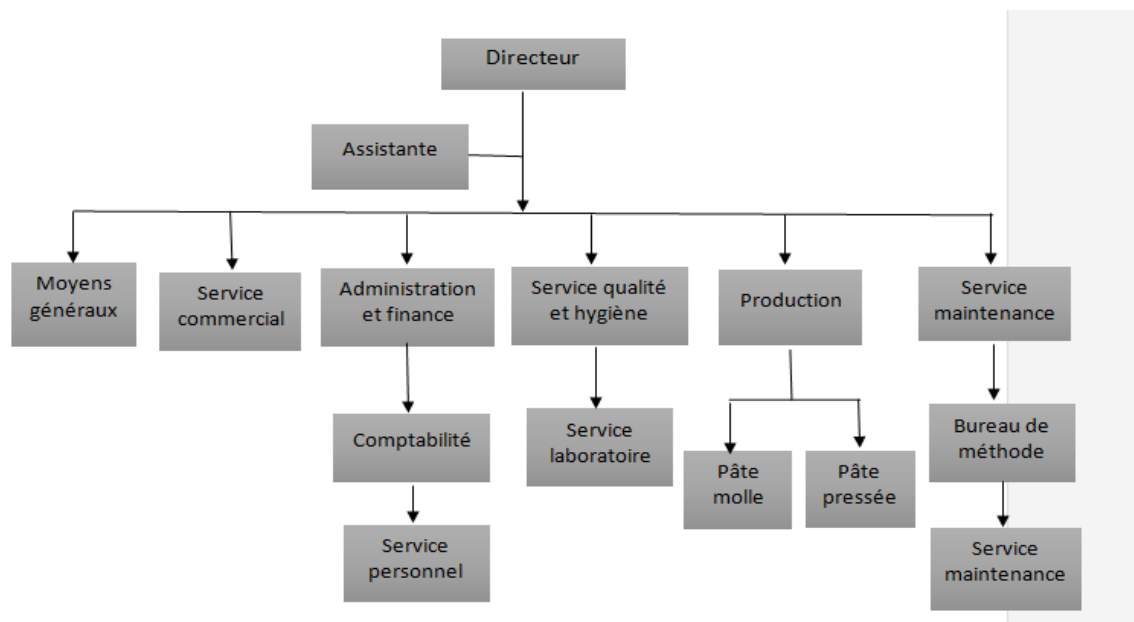 Directeur
Assistante
Moyens
généraux
Service
commercial
Administration
et finance
Service qualité
et hygiène
Production
Service
maintenance
Comptabilité
Service
laboratoire
Pâte
molle
Pâte
pressée
Bureau de
méthode
Service
personnel
Service
maintenance